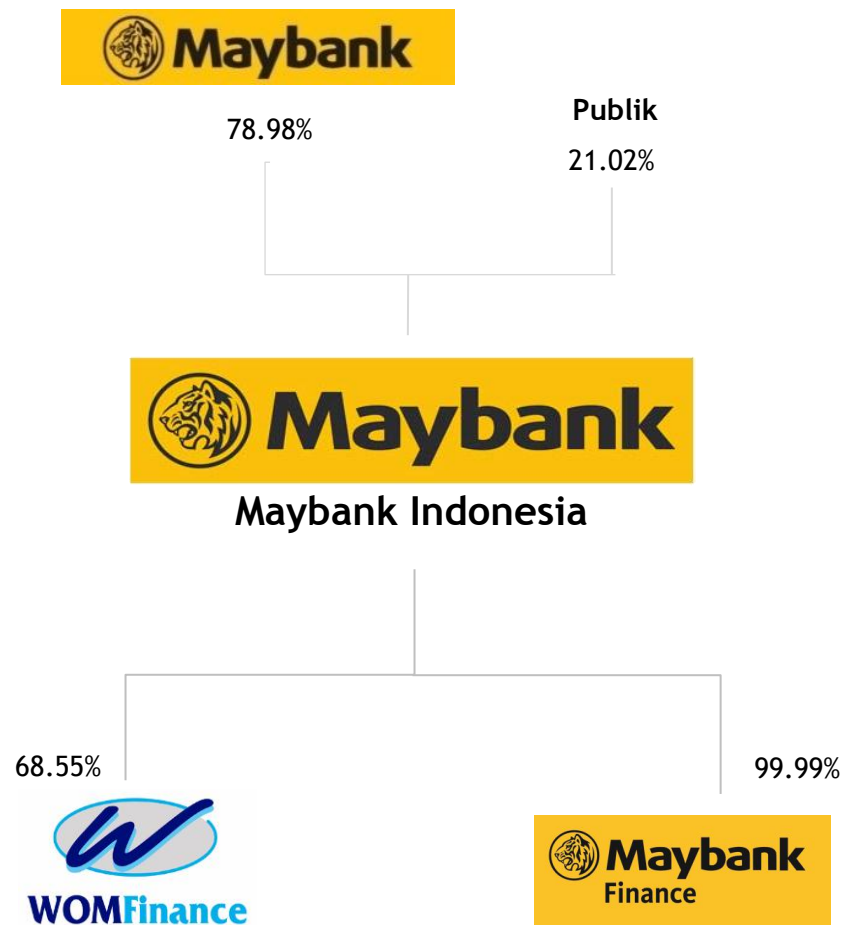 Maybank
78.98%
Publik
21.02%
Maybank
Maybank Indonesia
68.55%
99.99%
W
WOMFinance
Maybank
Finance